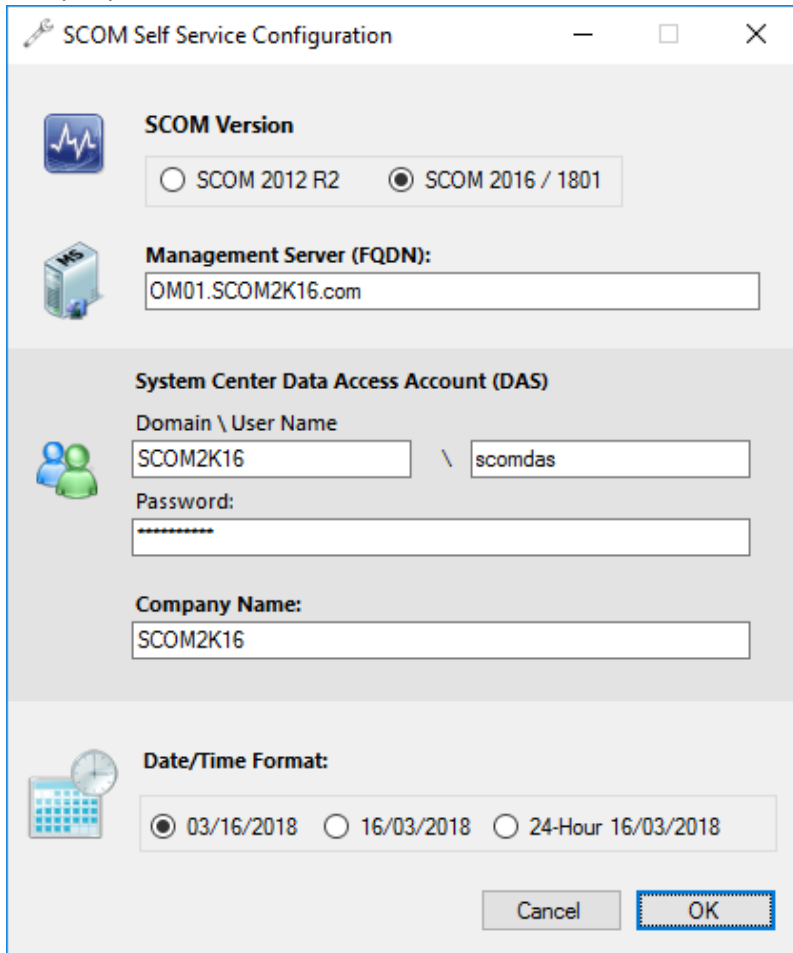 SCOM Self Service Configuration
SCOM Version
SCOM 2012 R2 SCOM 2016 / 1801
MS
Management Server (FQDN):
OM01.SCOM2K16.com
System Center Data Access Account (DAS)
Domain \ User Name
SCOM2K16 \ scomdas
Password:
**********
Company Name:
SCOM2K16
Date/Time Format:
03/16/2018 16/03/2018 24-Hour 16/03/2018
Cancel OK